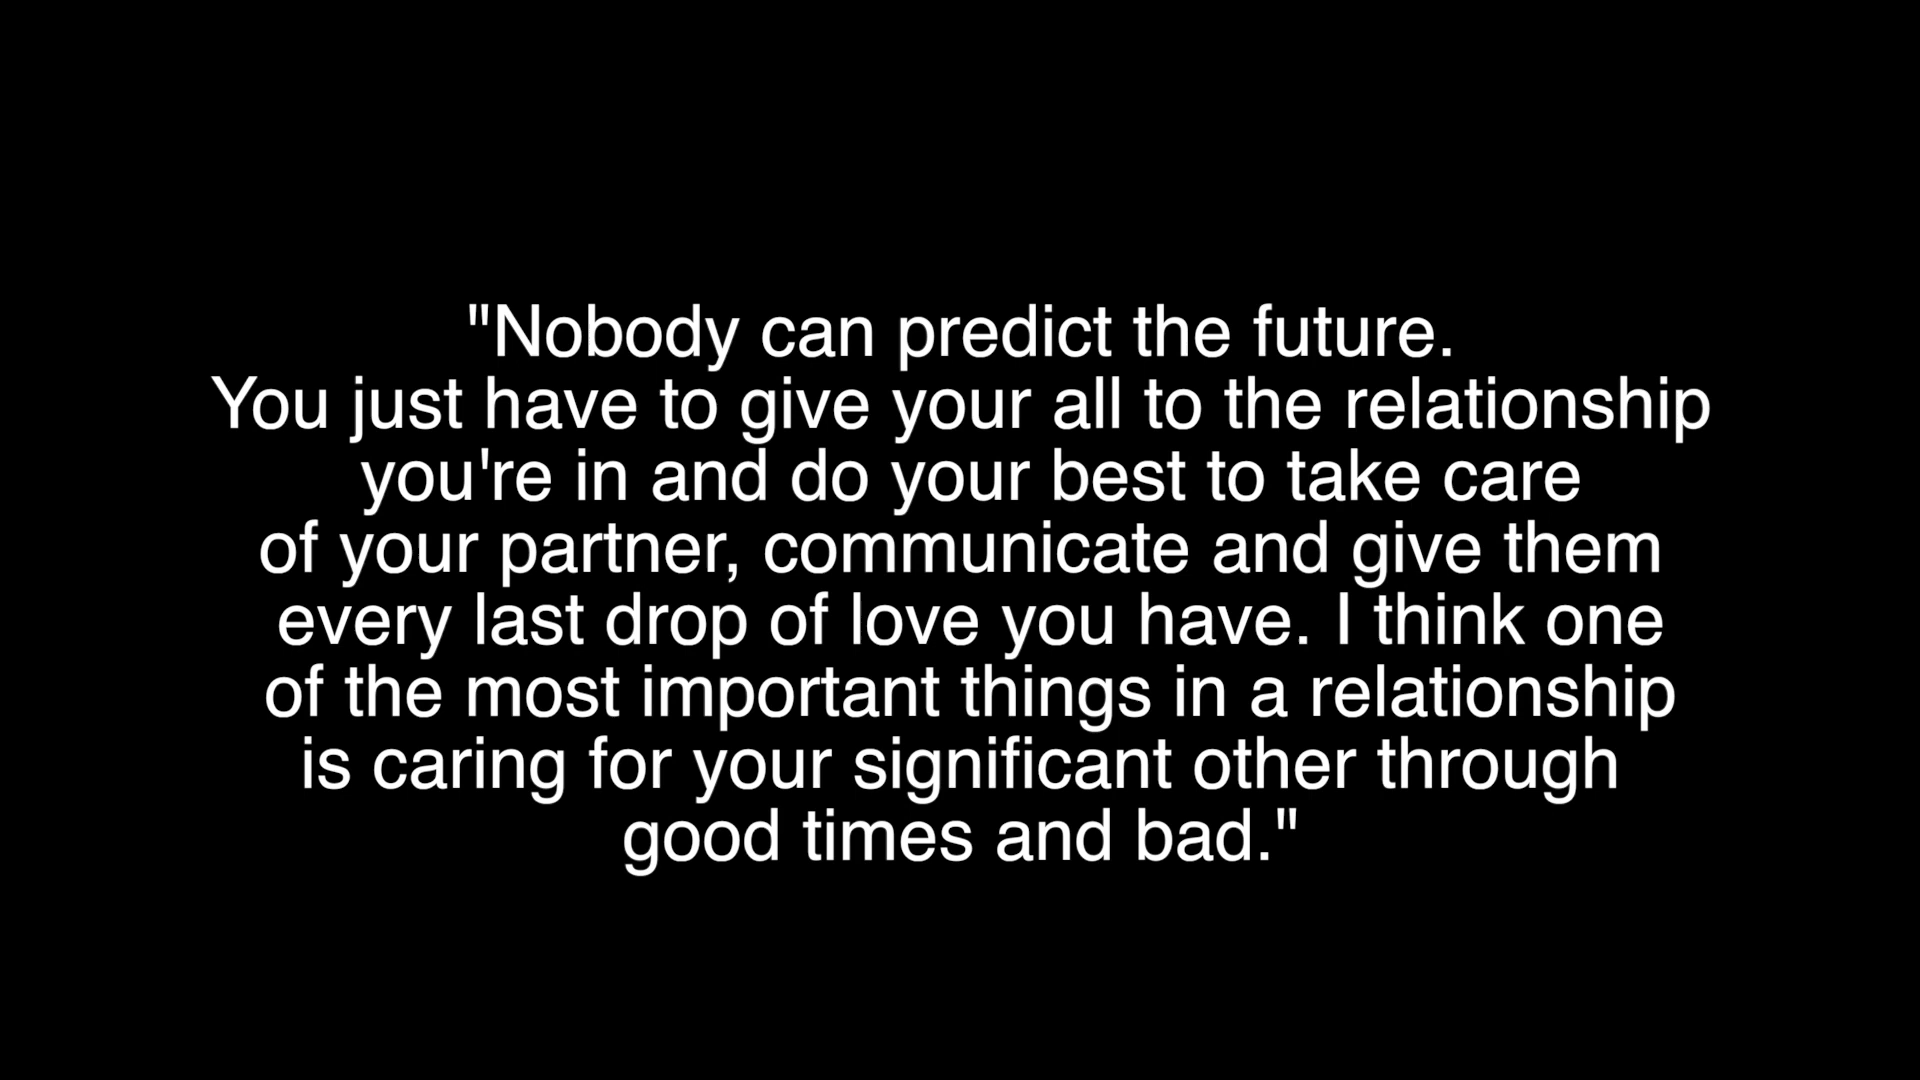 "Nobody can predict the future.
You just have to give your all to the relationship
you're in and do your best to take care
of your partner, communicate and give them
every last drop of love you have. I think one
of the most important things in a relationship
is caring for your significant other through
good times and bad."